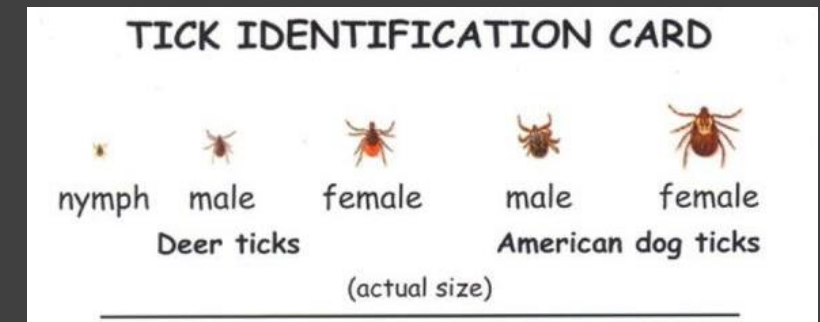 TICK IDENTIFICATION CARD
nymph male female male female
Deer ticks American dog ticks
(actual size)